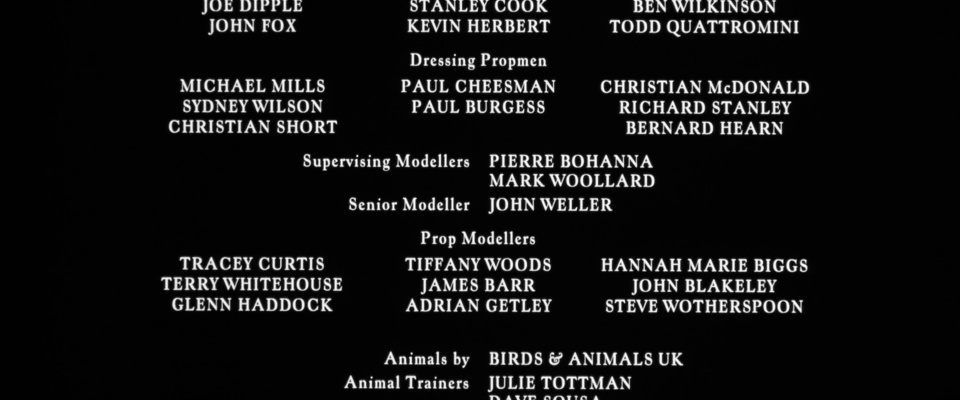 JOE DIPPLE STANLEY COOK BEN WILKINSON
JOHN FOX KEVIN HERBERT TODD QUATTROMINI
Dressing Propmen
MICHAEL MILLS PAUL CHEESMAN CHRISTIAN McDONALD
SYDNEY WILSON PAUL BURGESS RICHARD STANLEY
CHRISTIAN SHORT BERNARD HEARN
Supervising Modellers PIERRE BOHANNA
MARK WOOLLARD
Senior Modeller JOHN WELLER
Prop Modellers
TRACEY CURTIS TIFFANY WOODS HANNAH MARIE BIGGS
TERRY WHITEHOUSE JAMES BARR JOHN BLAKELEY
GLENN HADDOCK ADRIAN GETLEY STEVE WOTHERSPOON
Animals by BIRDS & ANIMALS UK
Animal Trainers JULIE TOTTMAN
DAVE SOUSA